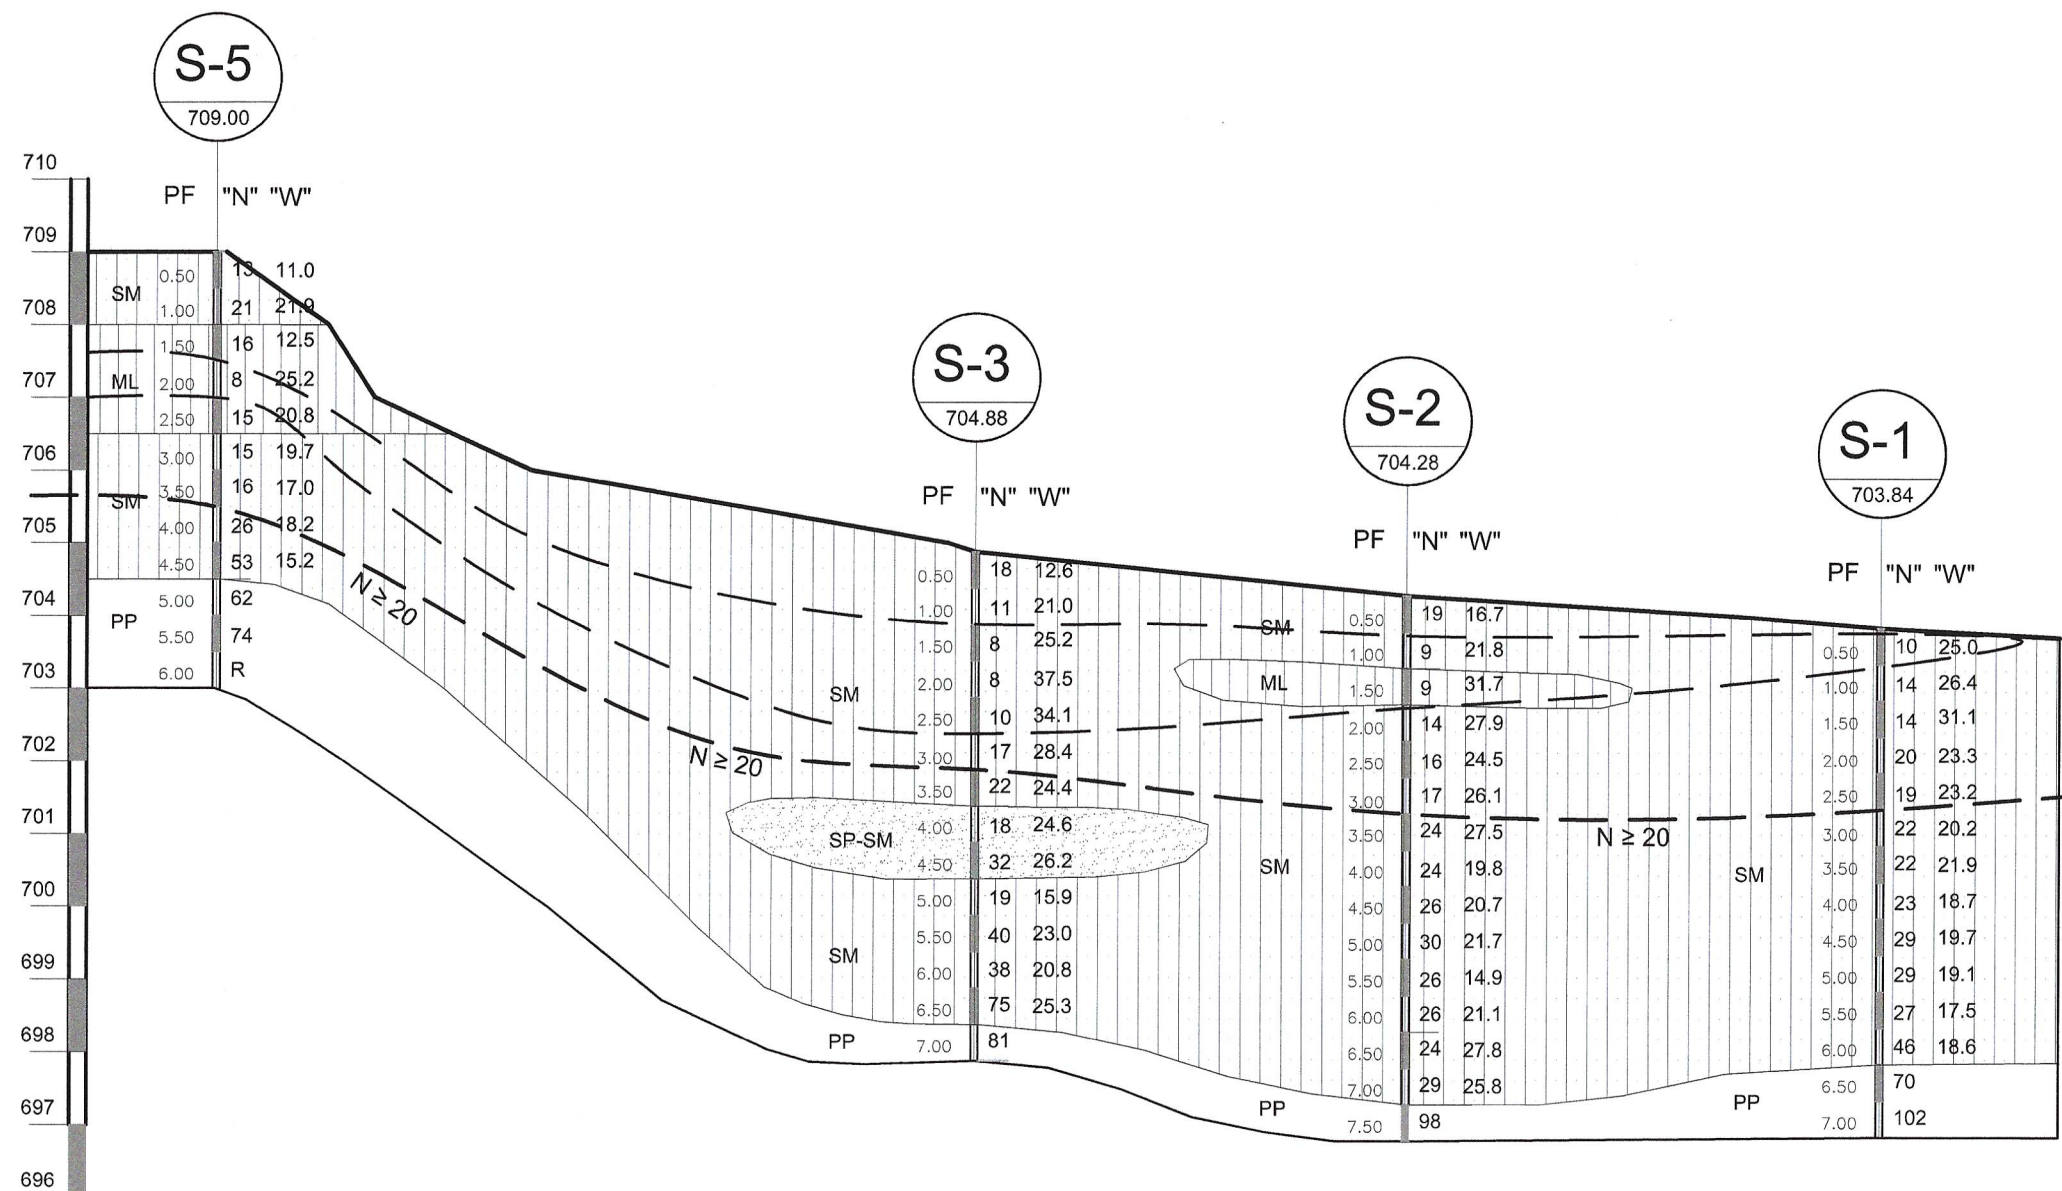 S-5
709.00
PF "N" "W"
0.50 13 11.0
SM
1.00 21 21.9
1.50 16 12.5
ML 2.00 8 25.2
2.50 15 20.8
3.00 15 19.7
SM 3.50 16 17.0
4.00 26 18.2
4.50 53 15.2
5.00 62
PP
5.50 74
6.00 R
710
709
708
707
706
705
704
703
702
701
700
699
698
697
696
N ≥ 20
N ≥ 20
S-3
704.88
PF "N" "W"
0.50 18 12.6
1.00 11 21.0
1.50 8 25.2
SM 2.00 8 37.5
2.50 10 34.1
3.00 17 28.4
3.50 22 24.4
4.00 18 24.6
SP-SM
4.50 32 26.2
5.00 19 15.9
5.50 40 23.0
SM
6.00 38 20.8
6.50 75 25.3
PP 7.00 81
S-2
704.28
PF "N" "W"
0.50 19 16.7
SM
1.00 9 21.8
ML 1.50 9 31.7
2.00 14 27.9
2.50 16 24.5
3.00 17 26.1
3.50 24 27.5
SM 4.00 24 19.8
4.50 26 20.7
5.00 30 21.7
5.50 26 14.9
6.00 26 21.1
6.50 24 27.8
7.00 29 25.8
PP
7.50 98
N ≥ 20
S-1
703.84
PF "N" "W"
0.50 10 25.0
1.00 14 26.4
1.50 14 31.1
2.00 20 23.3
2.50 19 23.2
3.00 22 20.2
SM 3.50 22 21.9
4.00 23 18.7
4.50 29 19.7
5.00 29 19.1
5.50 27 17.5
6.00 46 18.6
6.50 70
PP
7.00 102